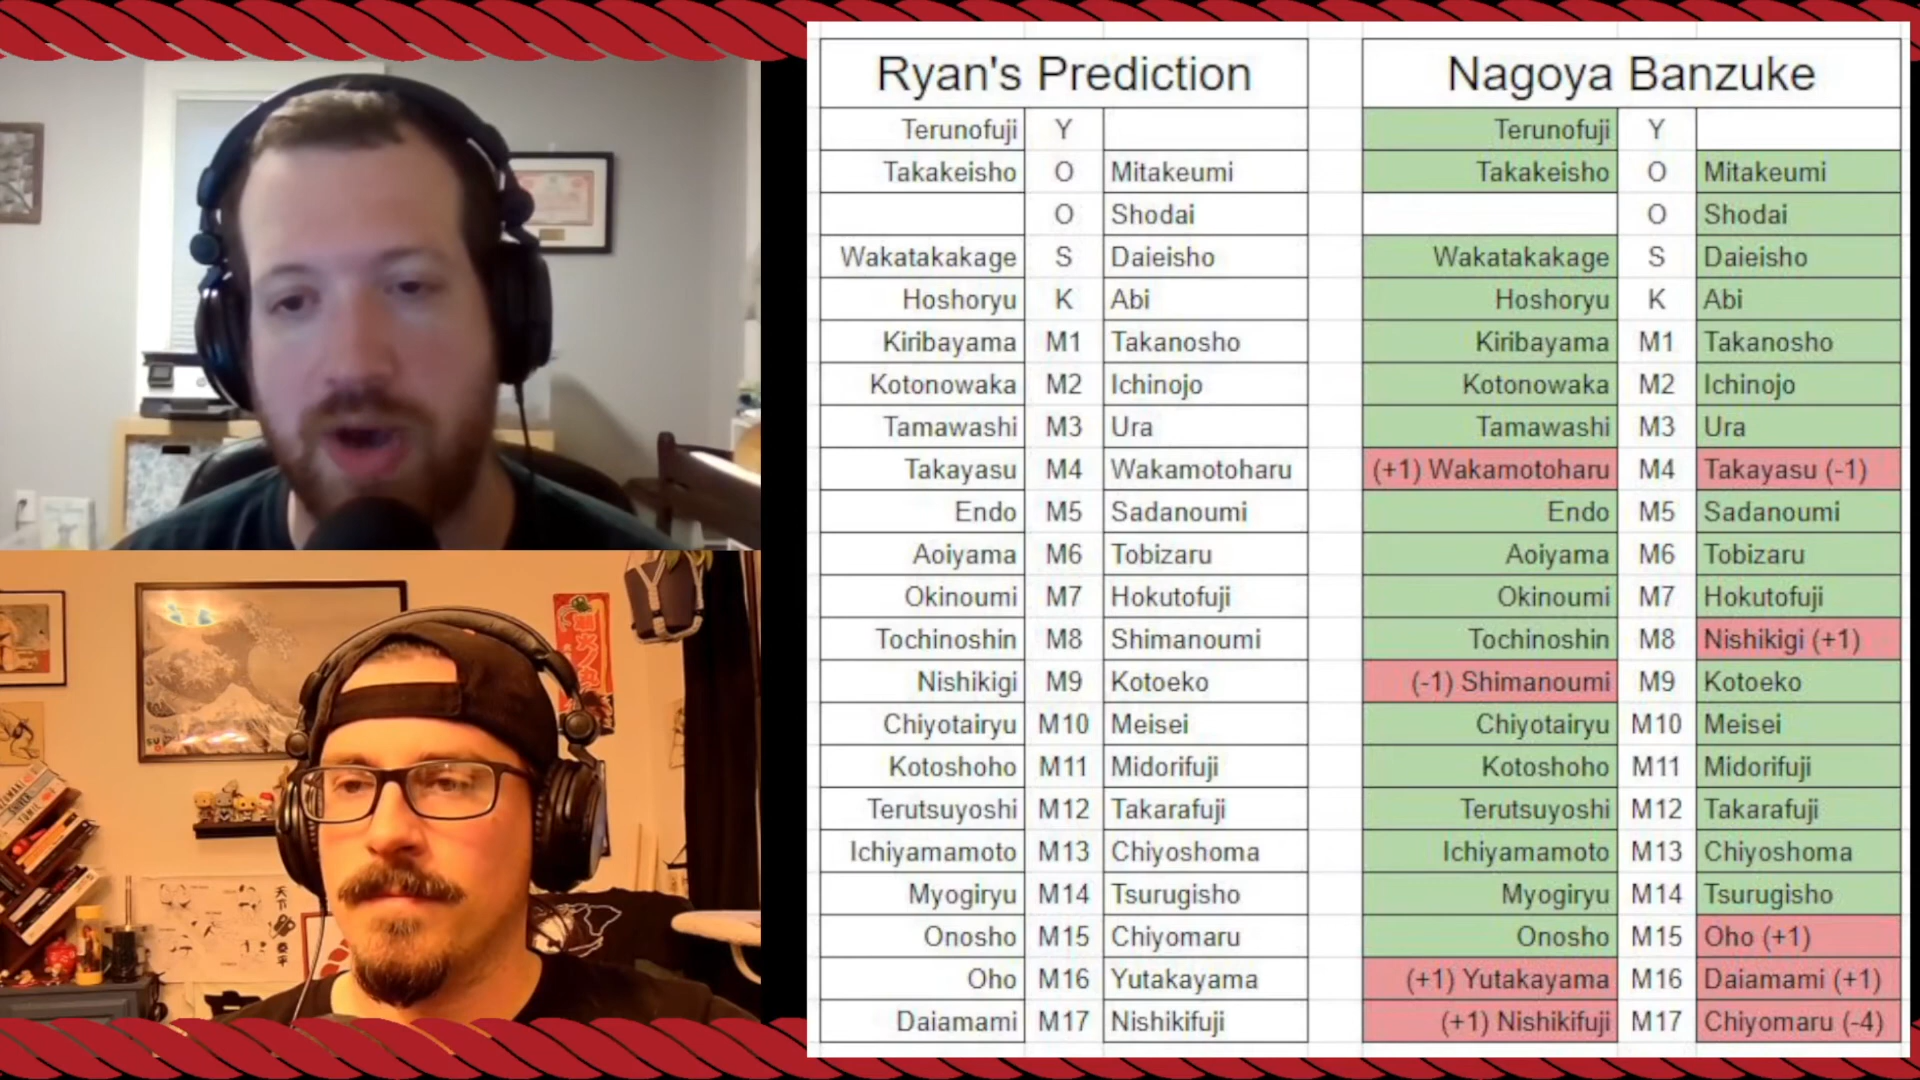 Ryan's Prediction
Terunofuji Y
Takakeisho O Mitakeumi
O Shodai
Wakatakakage S Daieisho
Hoshoryu K Abi
Kiribayama M1 Takanosho
Kotonowaka M2 Ichinojo
Tamawashi M3 Ura
Takayasu M4 Wakamotoharu
Endo M5 Sadanoumi
Aoiyama M6 Tobizaru
Okinoumi M7 Hokutofuji
Tochinoshin M8 Shimanoumi
Nishikigi M9 Kotoeko
Chiyotairyu M10 Meisei
Kotoshoho M11 Midorifuji
Terutsuyoshi M12 Takarafuji
Ichiyamamoto M13 Chiyoshoma
Myogiryu M14 Tsurugisho
Onosho M15 Chiyomaru
Oho M16 Yutakayama
Daiamami M17 Nishikifuji
Nagoya Banzuke
Terunofuji Y
Takakeisho O Mitakeumi
O Shodai
Wakatakakage S Daieisho
Hoshoryu K Abi
Kiribayama M1 Takanosho
Kotonowaka M2 Ichinojo
Tamawashi M3 Ura
(+1) Wakamotoharu M4 Takayasu (-1)
Endo M5 Sadanoumi
Aoiyama M6 Tobizaru
Okinoumi M7 Hokutofuji
Tochinoshin M8 Nishikigi (+1)
(-1) Shimanoumi M9 Kotoeko
Chiyotairyu M10 Meisei
Kotoshoho M11 Midorifuji
Terutsuyoshi M12 Takarafuji
Ichiyamamoto M13 Chiyoshoma
Myogiryu M14 Tsurugisho
Onosho M15 Oho (+1)
(+1) Yutakayama M16 Daiamami (+1)
(+1) Nishikifuji M17 Chiyomaru (-4)